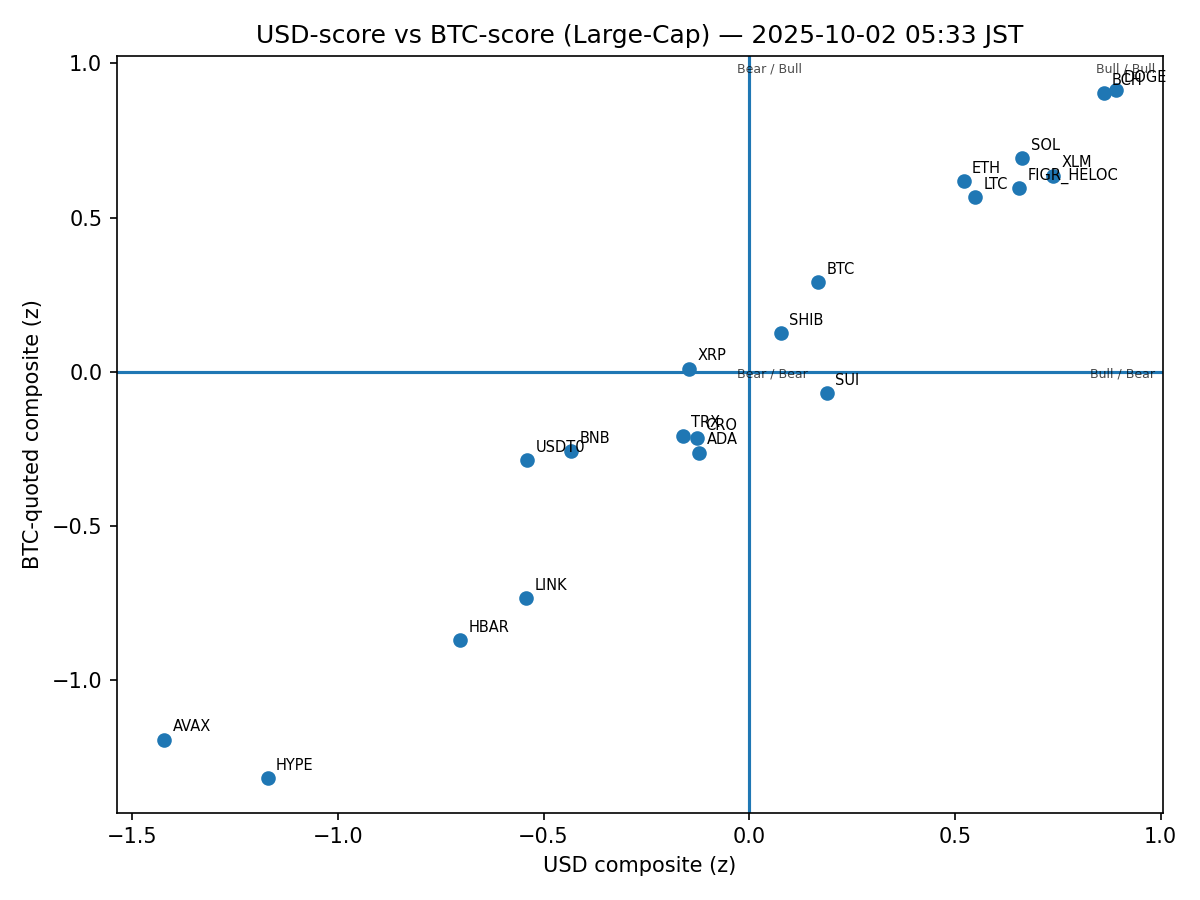 USD-score vs BTC-score (Large-Cap) — 2025-10-02 05:33 JST
1.0
0.5
0.0
−0.5
−1.0
BTC-quoted composite (z)
Bear / Bull
Bull / Bull
BCH
DOGE
SOL
XLM
ETH
FIGR_HELOC
LTC
BTC
SHIB
XRP
Bear / Bear
Bull / Bear
SUI
TRX
CRO
ADA
BNB
USDT0
LINK
HBAR
AVAX
HYPE
−1.5
−1.0
−0.5
0.0
0.5
1.0
USD composite (z)